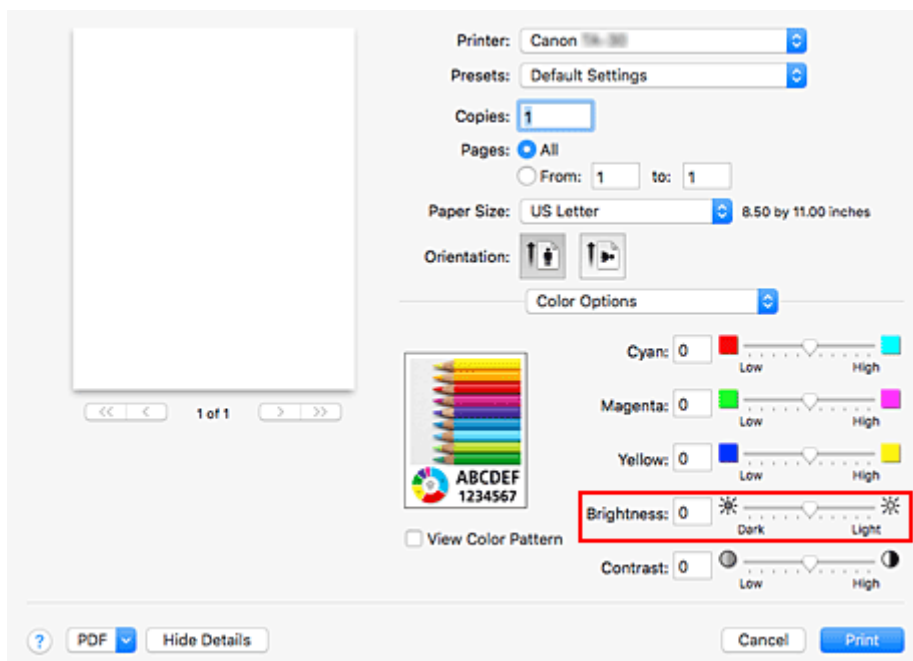 Printer: Canon
Presets: Default Settings
Copies: 1
Pages: All
From: 1 to: 1
Paper Size: US Letter 8.50 by 11.00 inches
Orientation:
Color Options
Cyan: 0
Low High
Magenta: 0
Low High
Yellow: 0
Low High
Brightness: 0
Dark Light
Contrast: 0
Low High
<< < 1 of 1 > >>
ABCDEF
1234567
View Color Pattern
? PDF Hide Details Cancel Print